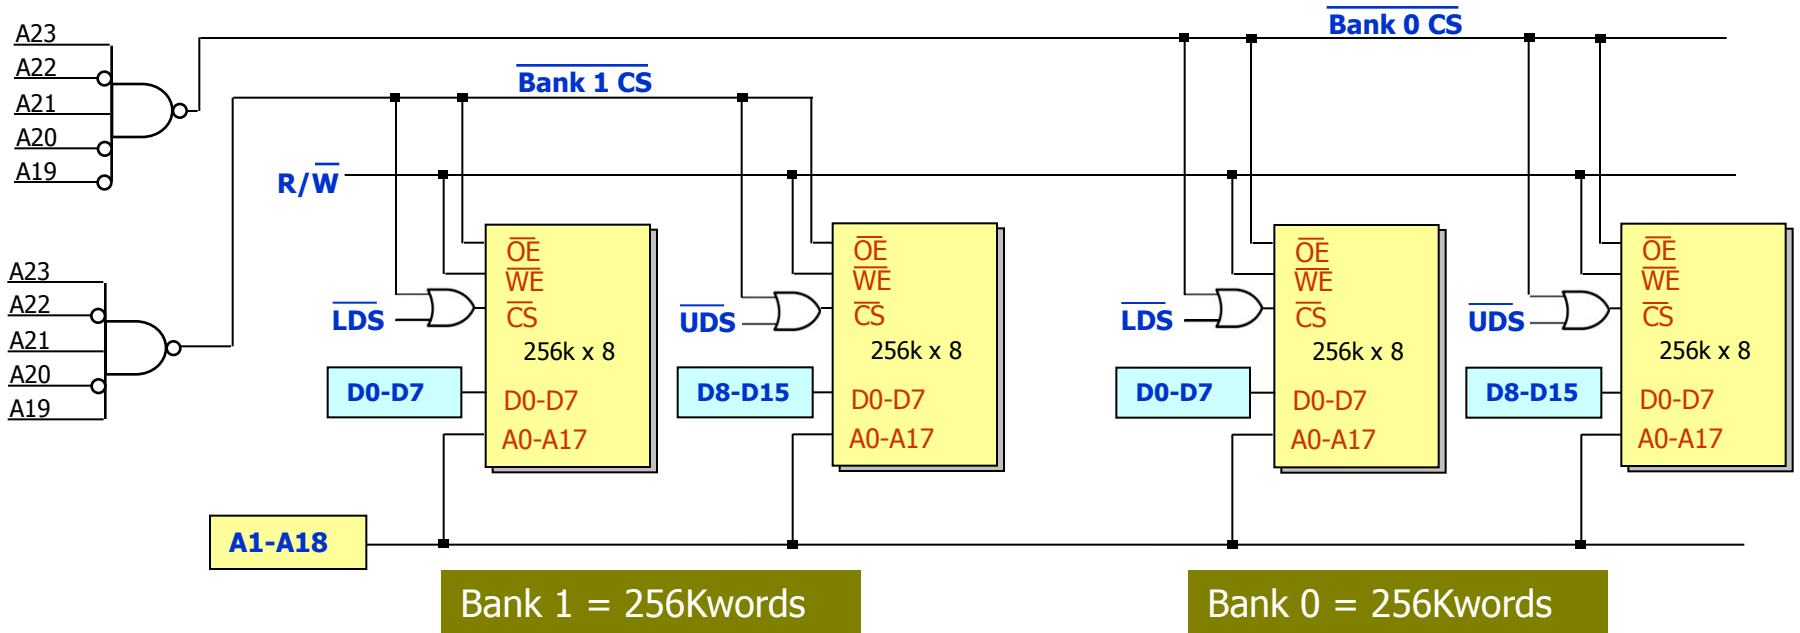 A23
A22
A21
A20
A19
Bank 0 CS
Bank 1 CS
R/W
A23
A22
A21
A20
A19
OE
WE
CS
256k x 8
D0-D7
A0-A17
LDS
D0-D7
OE
WE
CS
256k x 8
D0-D7
A0-A17
UDS
D8-D15
OE
WE
CS
256k x 8
D0-D7
A0-A17
LDS
D0-D7
OE
WE
CS
256k x 8
D0-D7
A0-A17
UDS
D8-D15
A1-A18
Bank 1 = 256Kwords
Bank 0 = 256Kwords